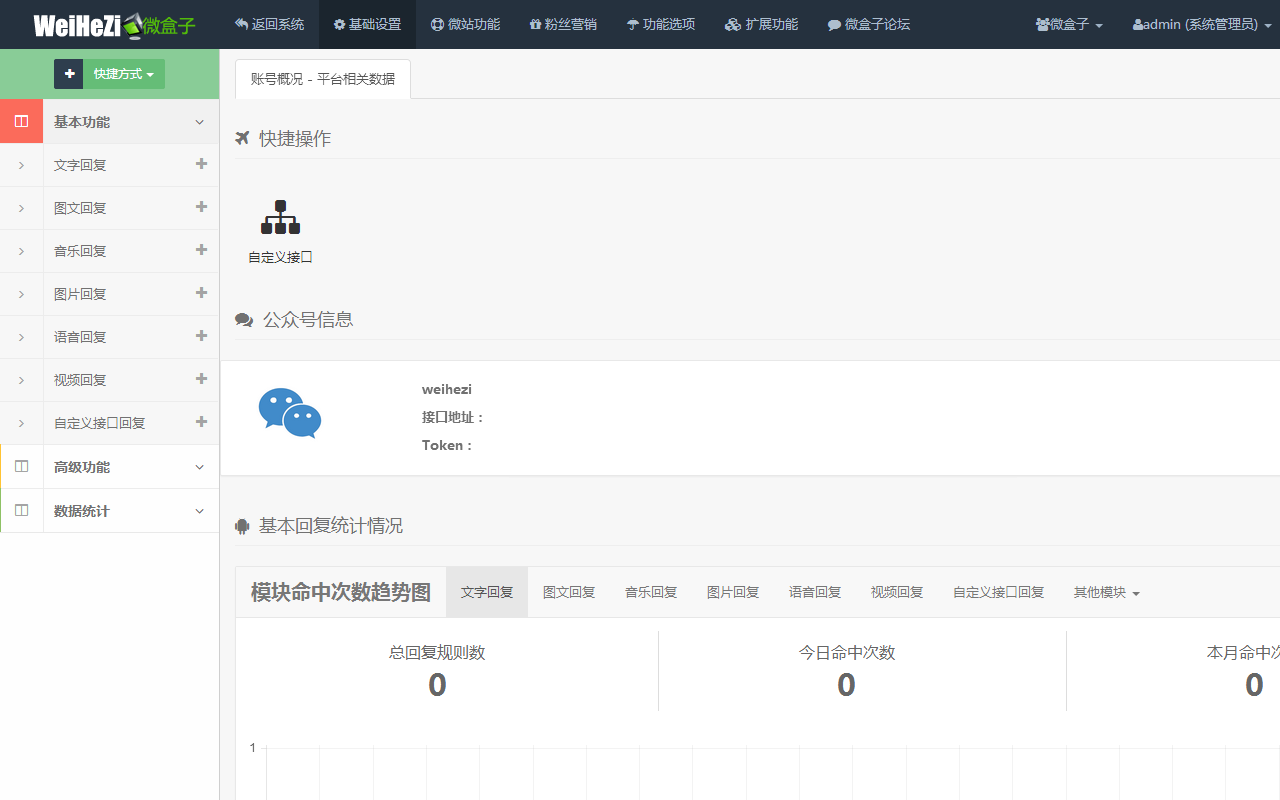 WeiHeZi微盒子 返回系统 基础设置 微站功能 粉丝营销 功能选项 扩展功能 微盒子论坛 微盒子 admin (系统管理员)
快捷方式
账号概况 - 平台相关数据
基本功能
文字回复
图文回复
音乐回复
图片回复
语音回复
视频回复
自定义接口回复
高级功能
数据统计
快捷操作
自定义接口
公众号信息
weihezi
接口地址：
Token：
基本回复统计情况
模块命中次数趋势图 文字回复 图文回复 音乐回复 图片回复 语音回复 视频回复 自定义接口回复 其他模块
总回复规则数 今日命中次数 本月命中次
0 0 0
1